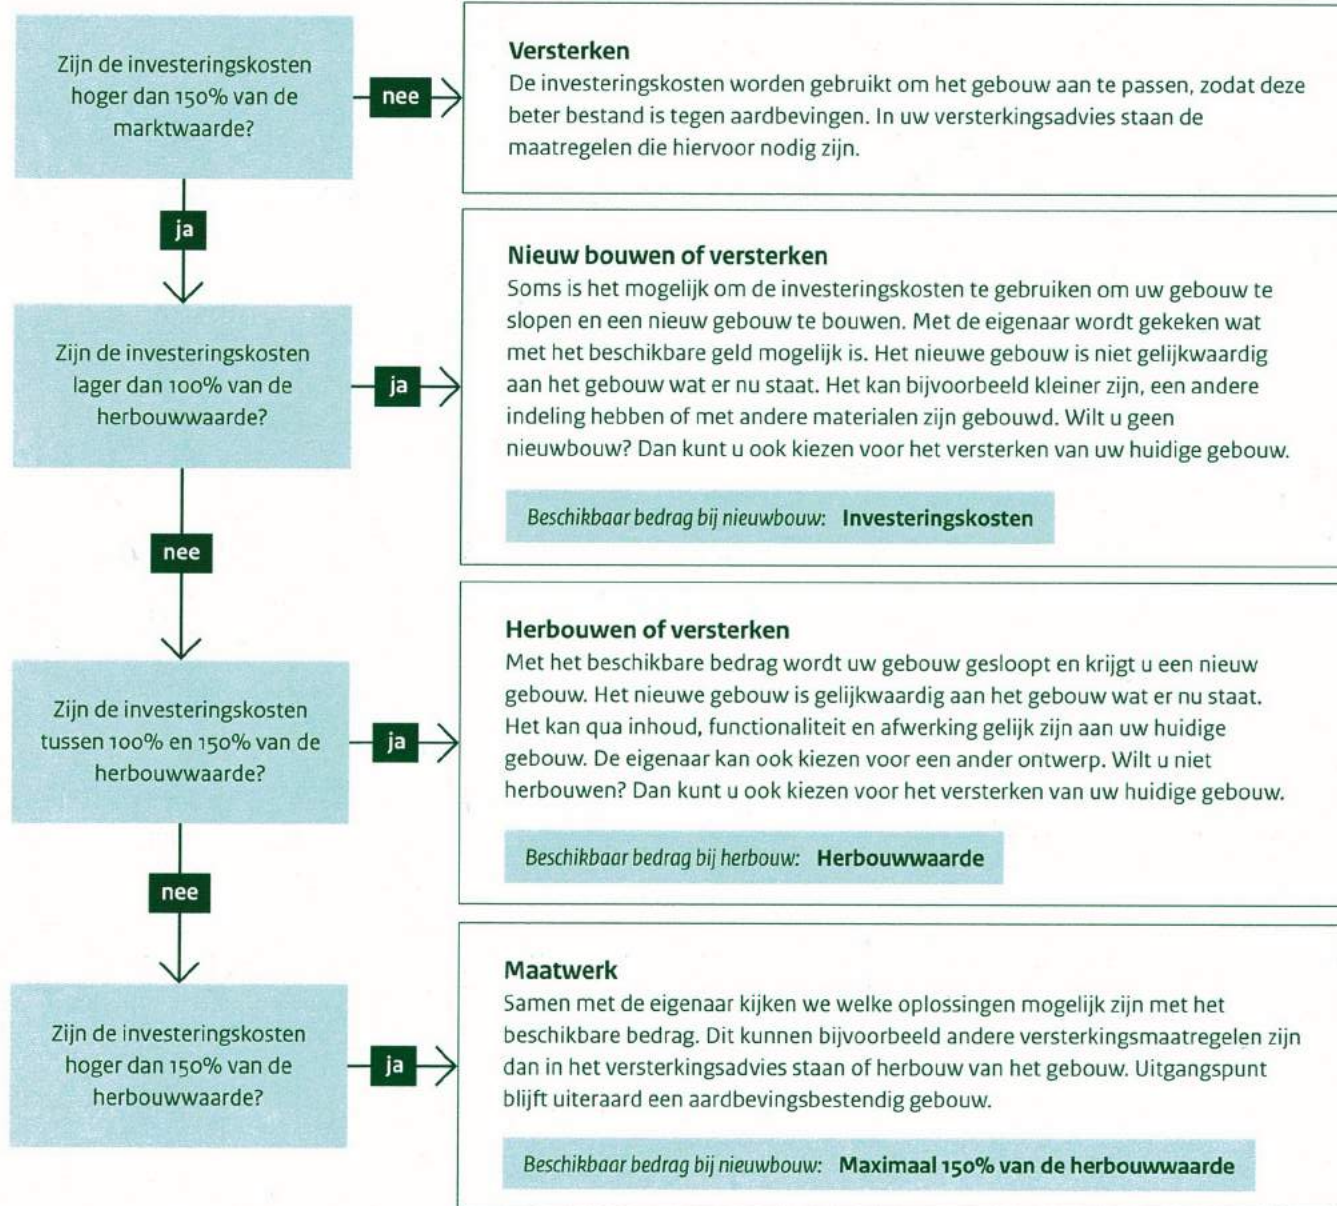 Zijn de investeringskosten
hoger dan 150% van de
marktwaarde?
nee
Versterken
De investeringskosten worden gebruikt om het gebouw aan te passen, zodat deze
beter bestand is tegen aardbevingen. In uw versterkingsadvies staan de
maatregelen die hiervoor nodig zijn.
ja
Zijn de investeringskosten
lager dan 100% van de
herbouwwaarde?
ja
Nieuw bouwen of versterken
Soms is het mogelijk om de investeringskosten te gebruiken om uw gebouw te
slopen en een nieuw gebouw te bouwen. Met de eigenaar wordt gekeken wat
met het beschikbare geld mogelijk is. Het nieuwe gebouw is niet gelijkwaardig
aan het gebouw wat er nu staat. Het kan bijvoorbeeld kleiner zijn, een andere
indeling hebben of met andere materialen zijn gebouwd. Wilt u geen
nieuwbouw? Dan kunt u ook kiezen voor het versterken van uw huidige gebouw.
Beschikbaar bedrag bij nieuwbouw: Investeringskosten
nee
Zijn de investeringskosten
tussen 100% en 150% van de
herbouwwaarde?
ja
Herbouwen of versterken
Met het beschikbare bedrag wordt uw gebouw gesloopt en krijgt u een nieuw
gebouw. Het nieuwe gebouw is gelijkwaardig aan het gebouw wat er nu staat.
Het kan qua inhoud, functionaliteit en afwerking gelijk zijn aan uw huidige
gebouw. De eigenaar kan ook kiezen voor een ander ontwerp. Wilt u niet
herbouwen? Dan kunt u ook kiezen voor het versterken van uw huidige gebouw.
Beschikbaar bedrag bij herbouw: Herbouwwaarde
nee
Zijn de investeringskosten
hoger dan 150% van de
herbouwwaarde?
ja
Maatwerk
Samen met de eigenaar kijken we welke oplossingen mogelijk zijn met het
beschikbare bedrag. Dit kunnen bijvoorbeeld andere versterkingsmaatregelen zijn
dan in het versterkingsadvies staan of herbouw van het gebouw. Uitgangspunt
blijft uiteraard een aardbevingsbestendig gebouw.
Beschikbaar bedrag bij nieuwbouw: Maximaal 150% van de herbouwwaarde